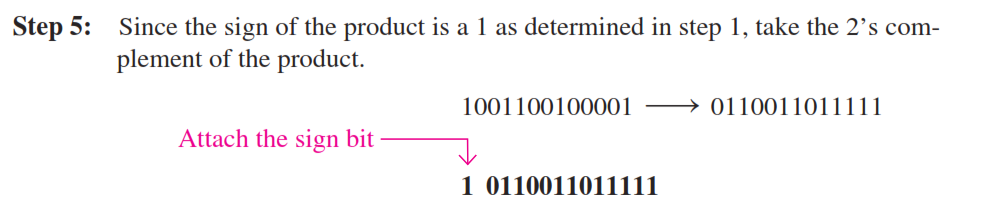 Step 5: Since the sign of the product is a 1 as determined in step 1, take the 2’s com-
plement of the product.
1001100100001 ⟶ 0110011011111
Attach the sign bit
1 0110011011111